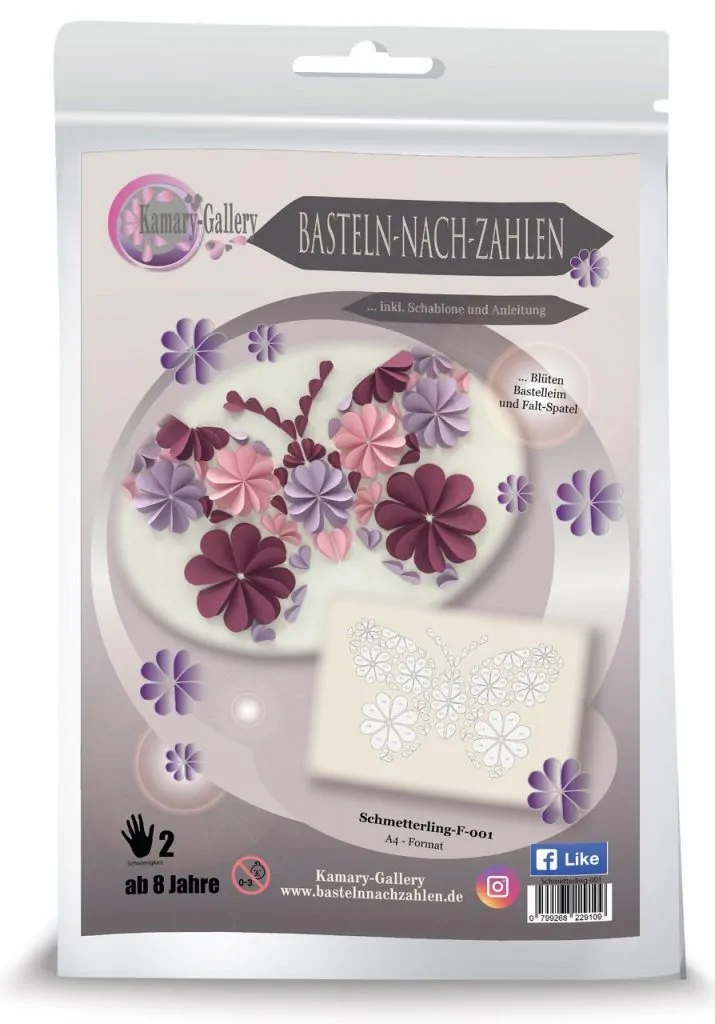 Kamary-Gallery
BASTELN-NACH-ZAHLEN
... inkl. Schablone und Anleitung
... Blüten
Bastelleim
und Falt-Spatel
Schmetterling-F-001
A4 - Format
2
Schwierigkeit
ab 8 Jahre
0-3
Kamary-Gallery
www.bastelnnachzahlen.de
f Like
Schmetterling-001
0 799268 229109